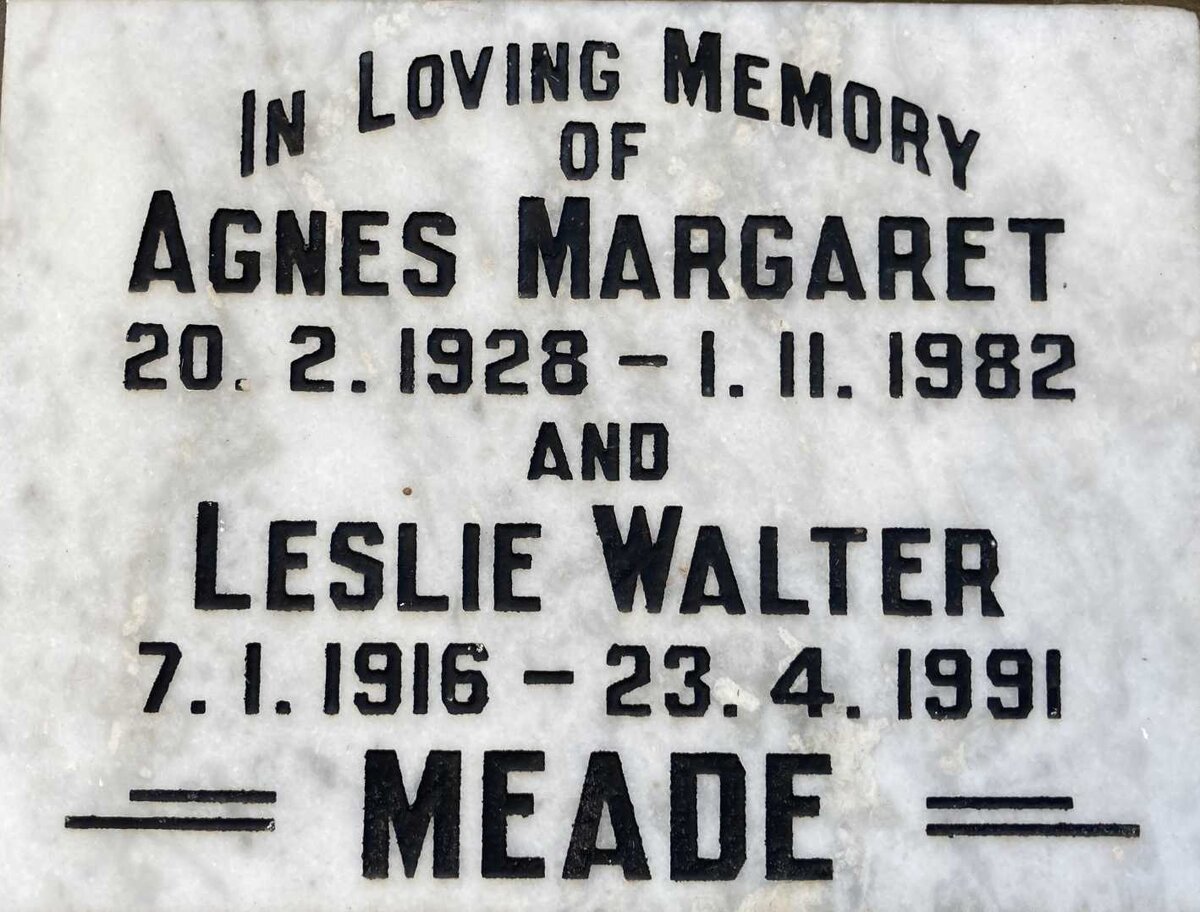 IN LOVING MEMORY
OF
AGNES MARGARET
20. 2. 1928 – 1. 11. 1982
AND
LESLIE WALTER
7. 1. 1916 – 23. 4. 1991
MEADE